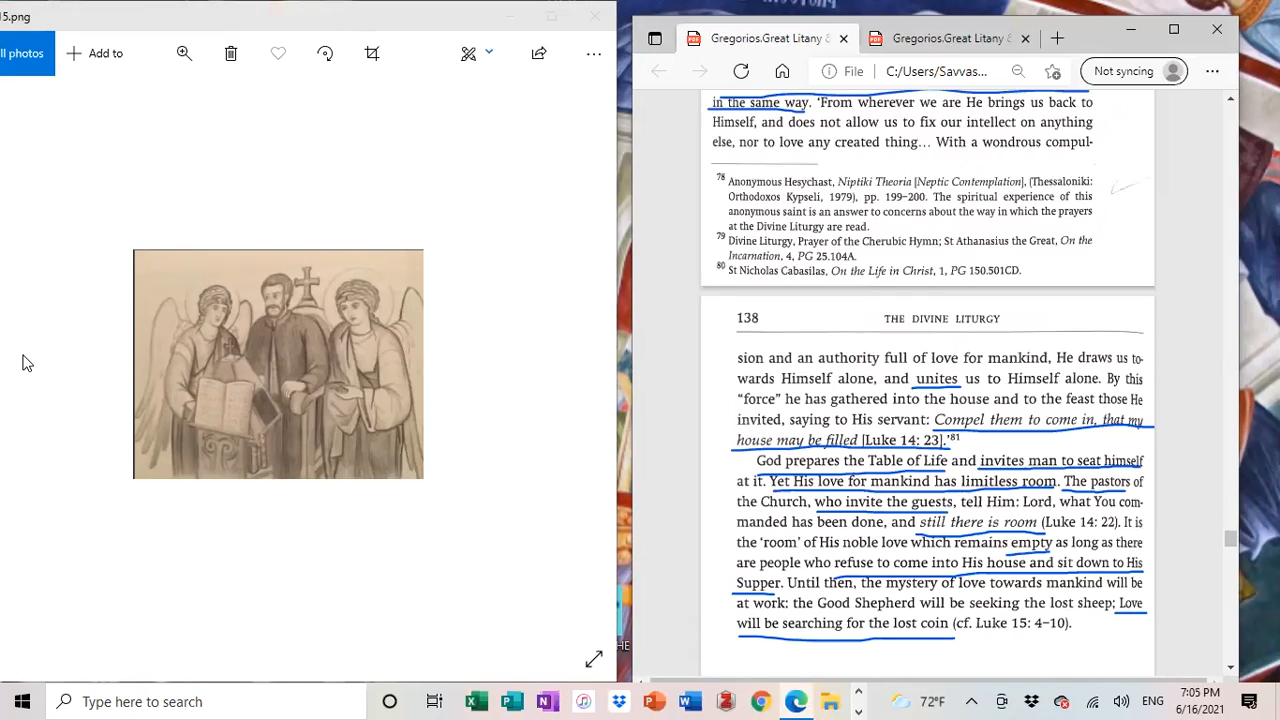 5.png
ll photos
Add to
Gregorios.Great Litany &
Gregorios.Great Litany &
File
C:/Users/Savvas...
Not syncing
in the same way. ‘From wherever we are He brings us back to
Himself, and does not allow us to fix our intellect on anything
else, nor to love any created thing... With a wondrous compul-
78 Anonymous Hesychast, Niptiki Theoria [Neptic Contemplation], (Thessaloniki:
Orthodoxos Kypseli, 1979), pp. 199–200. The spiritual experience of this
anonymous saint is an answer to concerns about the way in which the prayers
at the Divine Liturgy are read.
79 Divine Liturgy, Prayer of the Cherubic Hymn; St Athanasius the Great, On the
Incarnation, 4, PG 25.104A.
80 St Nicholas Cabasilas, On the Life in Christ, 1, PG 150.501CD.
138 THE DIVINE LITURGY
sion and an authority full of love for mankind, He draws us to-
wards Himself alone, and unites us to Himself alone. By this
“force” he has gathered into the house and to the feast those He
invited, saying to His servant: Compel them to come in, that my
house may be filled [Luke 14: 23].’81
God prepares the Table of Life and invites man to seat himself
at it. Yet His love for mankind has limitless room. The pastors of
the Church, who invite the guests, tell Him: Lord, what You com-
manded has been done, and still there is room (Luke 14: 22). It is
the ‘room’ of His noble love which remains empty as long as there
are people who refuse to come into His house and sit down to His
Supper. Until then, the mystery of love towards mankind will be
at work: the Good Shepherd will be seeking the lost sheep; Love
will be searching for the lost coin (cf. Luke 15: 4–10).
HE
Type here to search
72°F
ENG
7:05 PM
6/16/2021